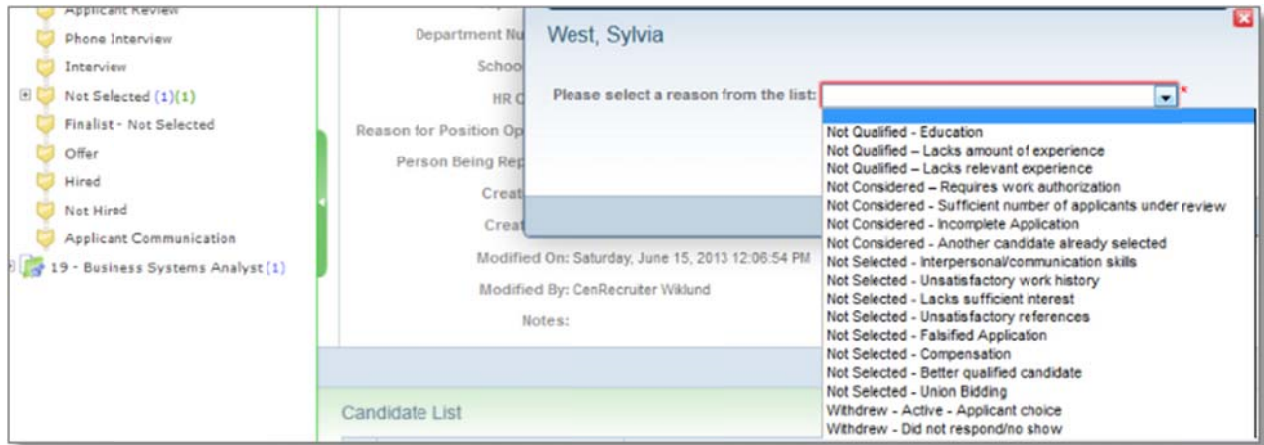 Applicant Review
Phone Interview
Interview
Not Selected (1)(1)
Finalist - Not Selected
Offer
Hired
Not Hired
Applicant Communication
19 - Business Systems Analyst [1]
Department Nu
Schoo
HR C
Reason for Position Op
Person Being Rep
Creat
Creat
Modified On: Saturday, June 15, 2013 12:06:54 PM
Modified By: CenRecruiter Wiklund
Notes:
Candidate List
West, Sylvia
Please select a reason from the list:
Not Qualified - Education
Not Qualified – Lacks amount of experience
Not Qualified – Lacks relevant experience
Not Considered – Requires work authorization
Not Considered - Sufficient number of applicants under review
Not Considered - Incomplete Application
Not Considered - Another candidate already selected
Not Selected - Interpersonal/communication skills
Not Selected - Unsatisfactory work history
Not Selected - Lacks sufficient interest
Not Selected - Unsatisfactory references
Not Selected - Falsified Application
Not Selected - Compensation
Not Selected - Better qualified candidate
Not Selected - Union Bidding
Withdrew - Active - Applicant choice
Withdrew - Did not respond/no show